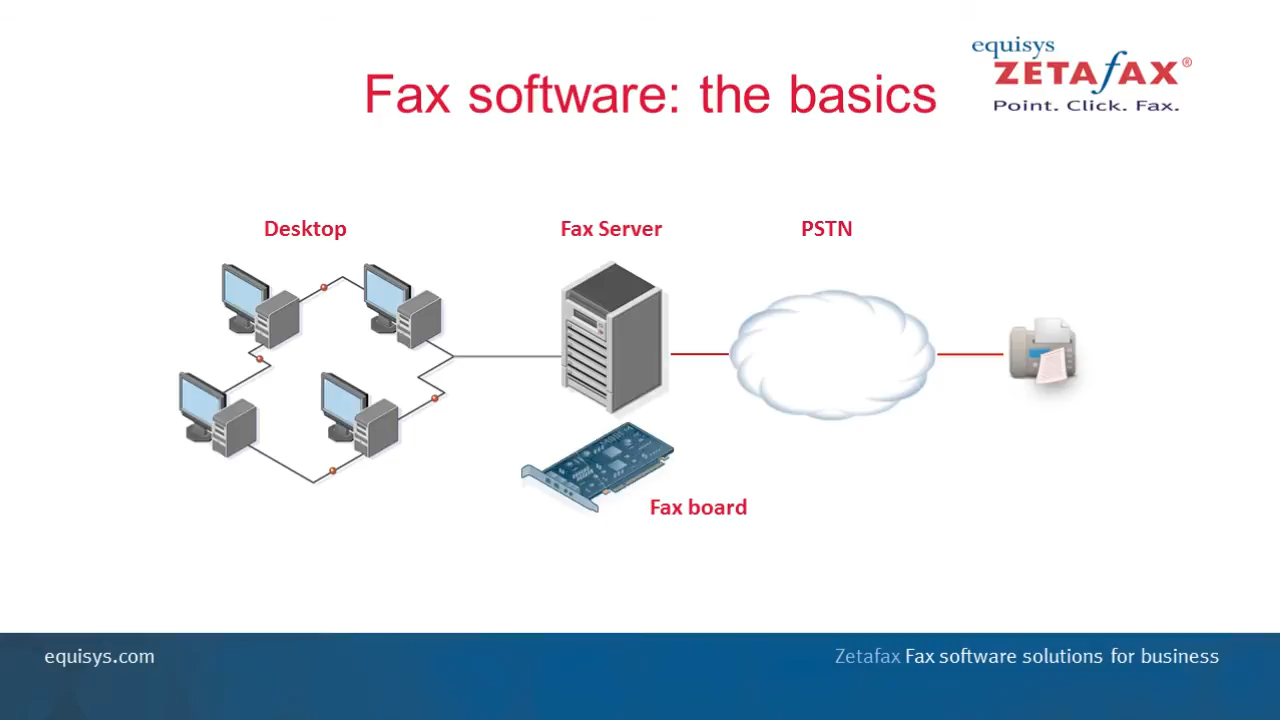 Fax software: the basics
equisys
ZETAFAX®
Point. Click. Fax.
Desktop
Fax Server
PSTN
Fax board
equisys.com
Zetafax Fax software solutions for business